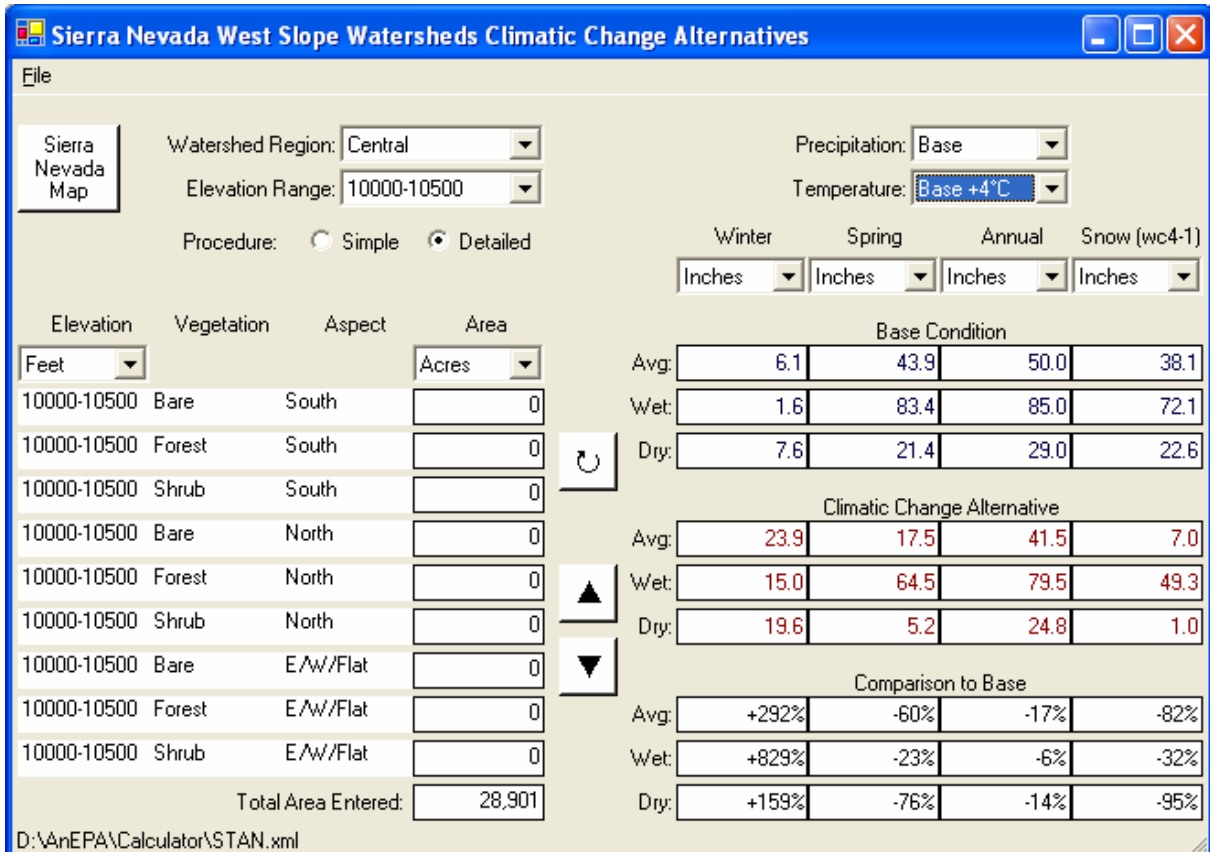 Sierra Nevada West Slope Watersheds Climatic Change Alternatives
File
Sierra
Nevada
Map
Watershed Region: Central
Elevation Range: 10000-10500
Procedure: Simple Detailed
Precipitation: Base
Temperature: Base +4°C
Winter Spring Annual Snow (wc4-1)
Inches Inches Inches Inches
Elevation Vegetation Aspect Area
Feet Acres
10000-10500 Bare South 0
10000-10500 Forest South 0
10000-10500 Shrub South 0
10000-10500 Bare North 0
10000-10500 Forest North 0
10000-10500 Shrub North 0
10000-10500 Bare E/W/Flat 0
10000-10500 Forest E/W/Flat 0
10000-10500 Shrub E/W/Flat 0
Total Area Entered: 28,901
Base Condition
Avg: 6.1 43.9 50.0 38.1
Wet: 1.6 83.4 85.0 72.1
Dry: 7.6 21.4 29.0 22.6
Climatic Change Alternative
Avg: 23.9 17.5 41.5 7.0
Wet: 15.0 64.5 79.5 49.3
Dry: 19.6 5.2 24.8 1.0
Comparison to Base
Avg: +292% -60% -17% -82%
Wet: +829% -23% -6% -32%
Dry: +159% -76% -14% -95%
D:\AnEPA\Calculator\STAN.xml